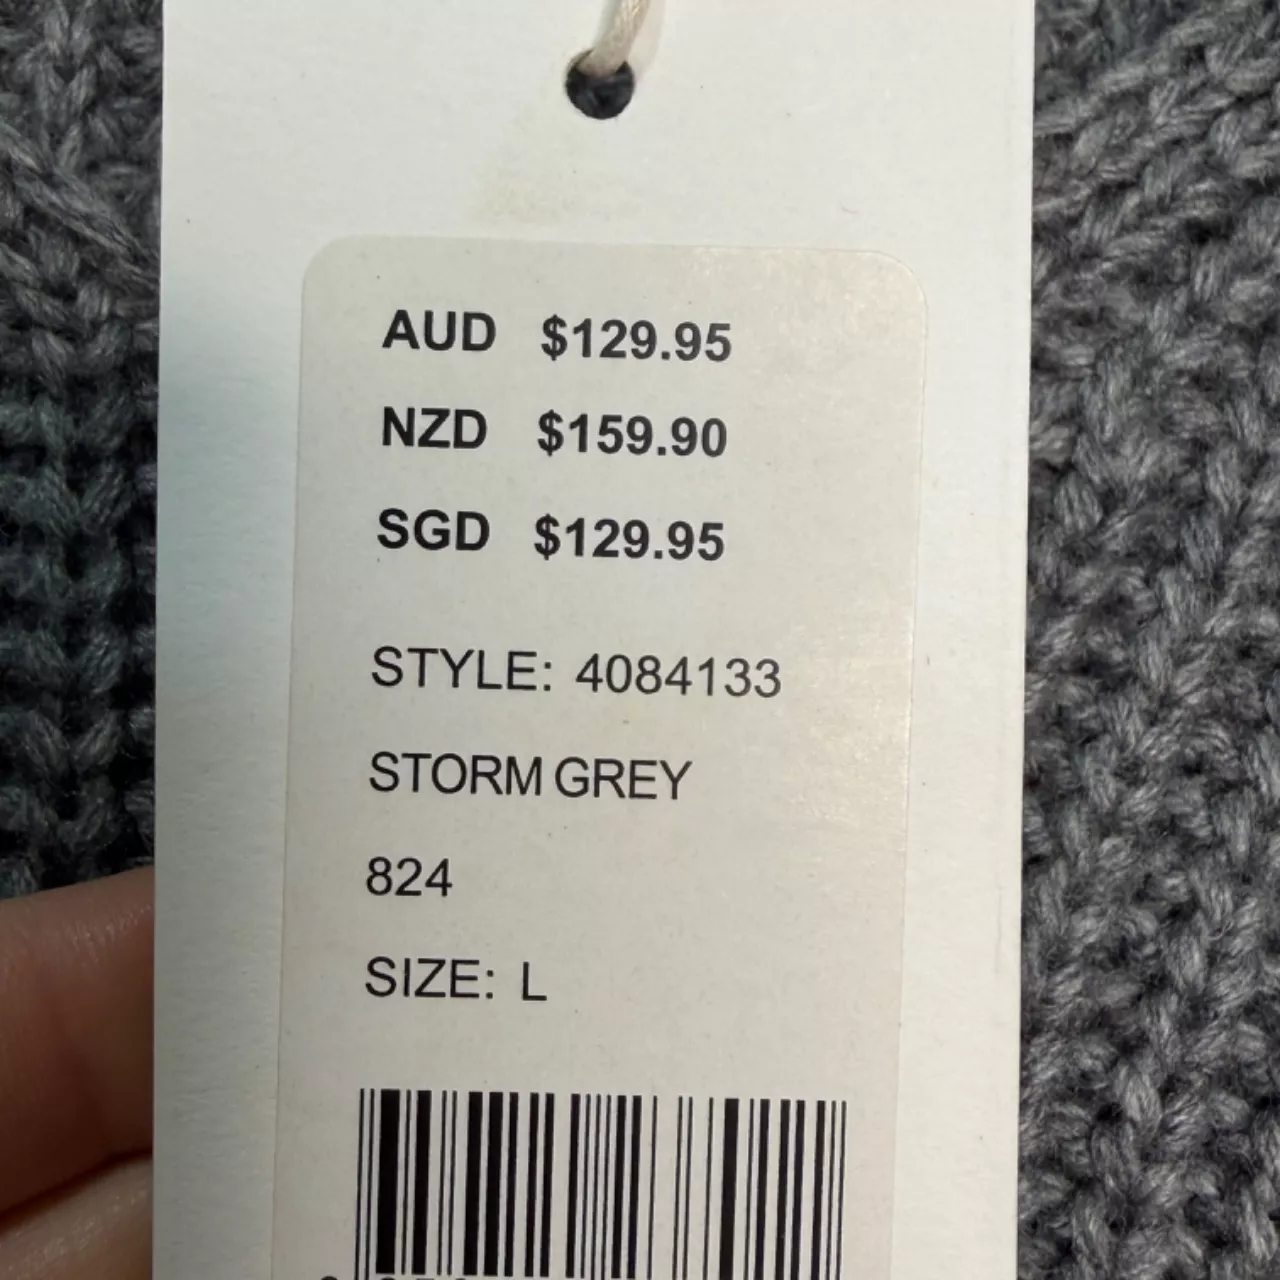 AUD $129.95
NZD $159.90
SGD $129.95
STYLE: 4084133
STORM GREY
824
SIZE: L